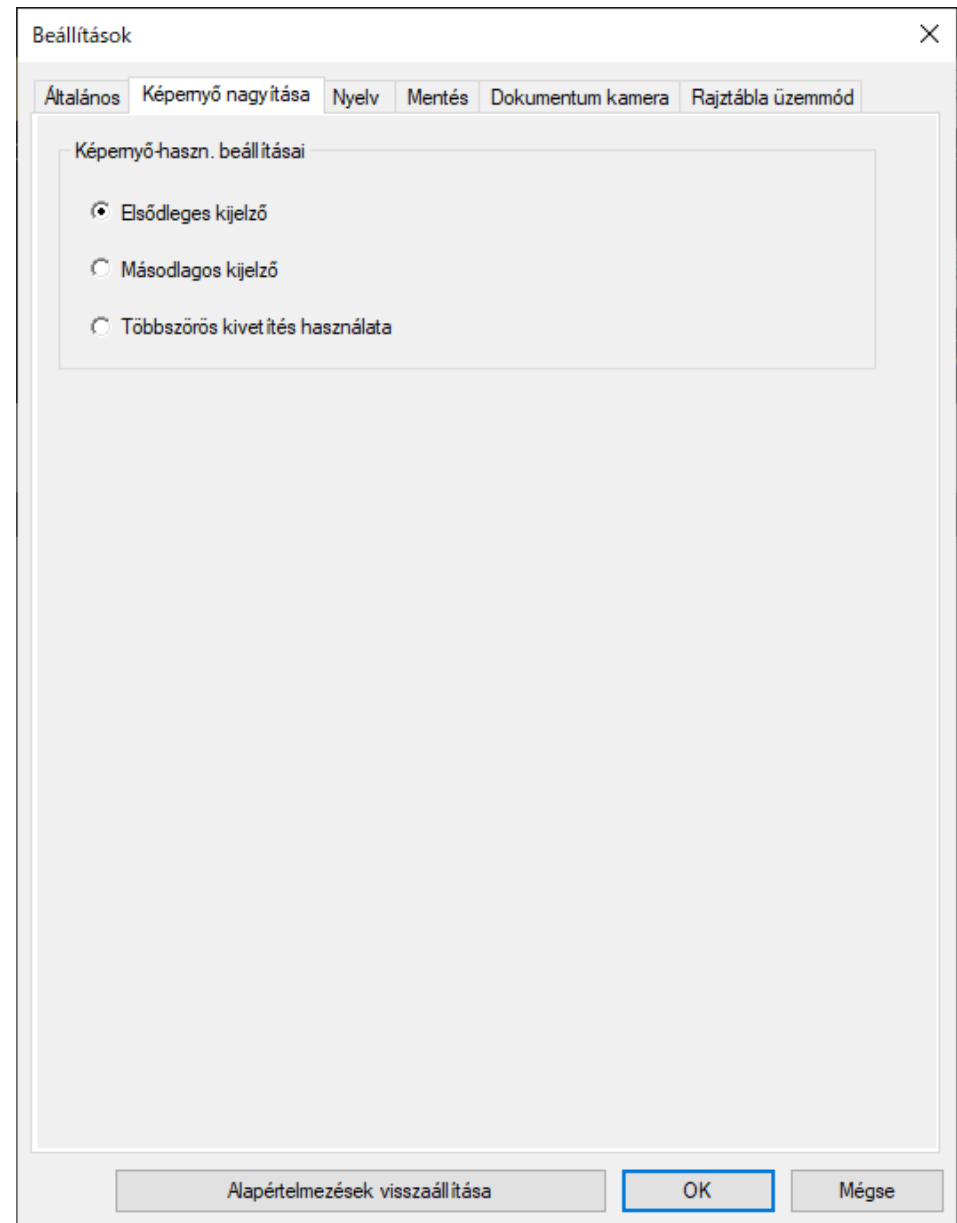 Beállítások
Általános Képernyő nagyítása Nyelv Mentés Dokumentum kamera Rajztábla üzemmód
Képernyő-haszn. beállításai
Elsődleges kijelző
Másodlagos kijelző
Többszörös kivetítés használata
Alapértelmezések visszaállítása OK Mégse